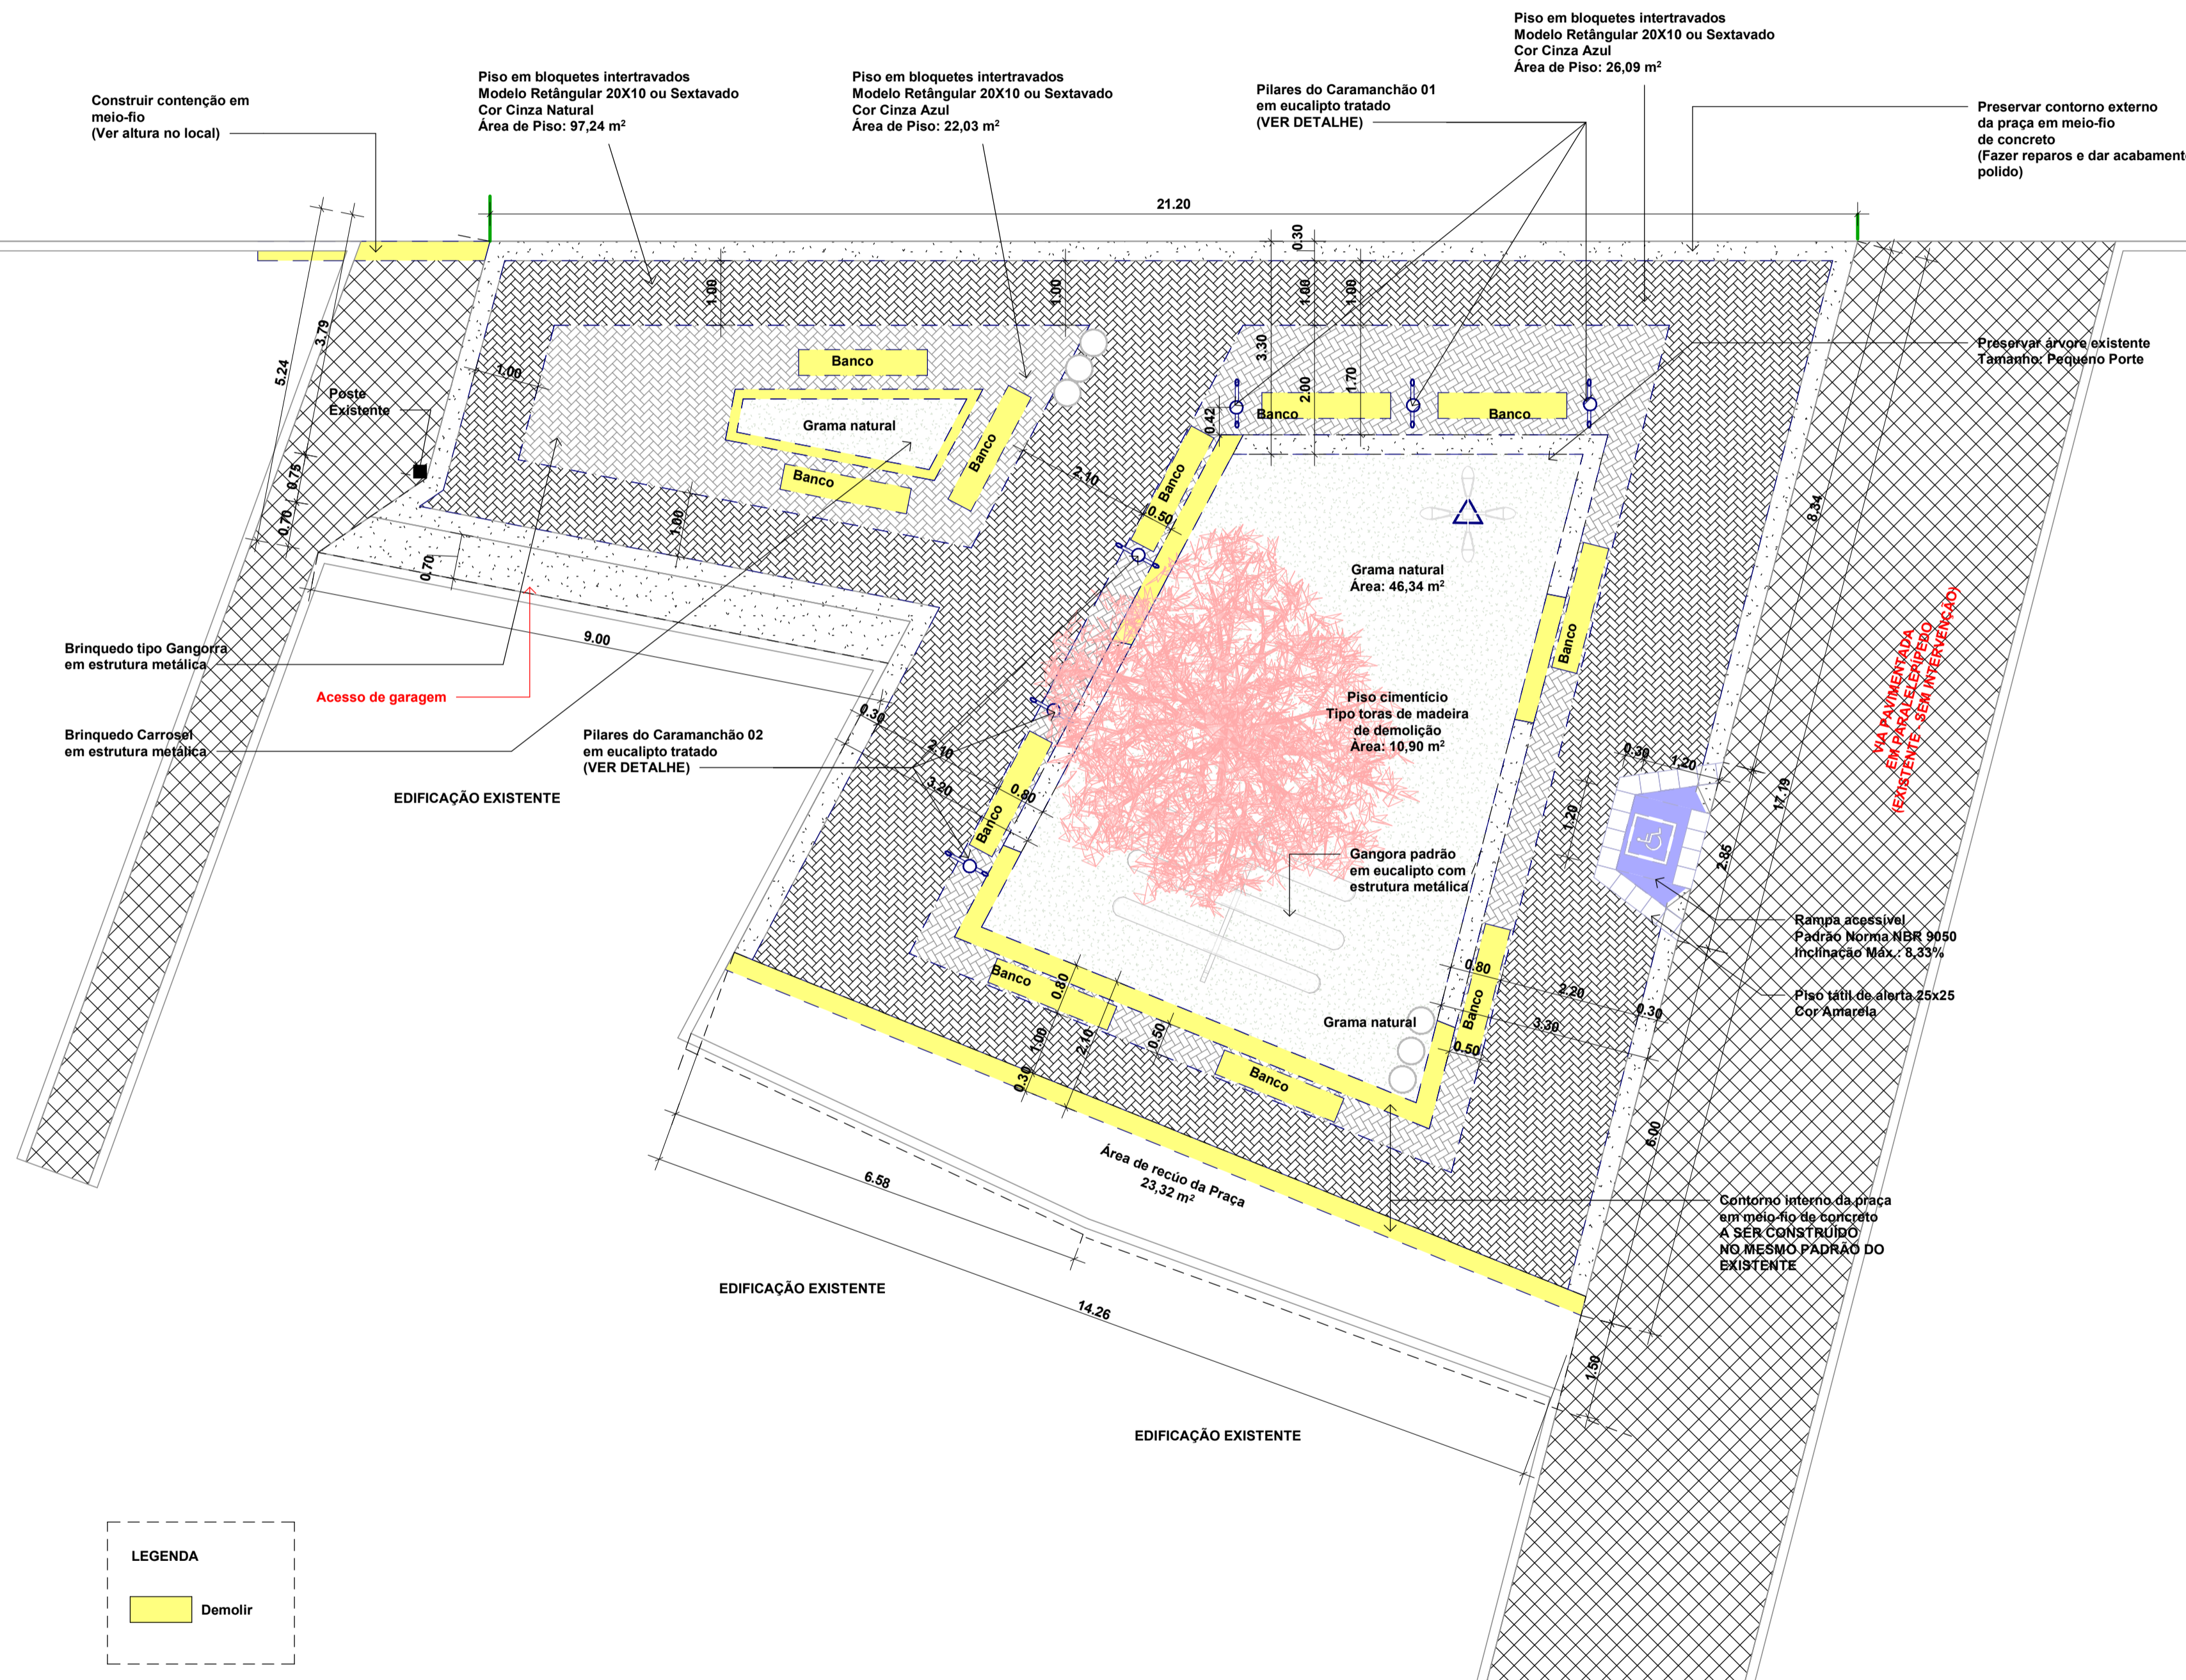 Piso em bloquetes intertravados
Modelo Retângular 20X10 ou Sextavado
Cor Cinza Azul
Área de Piso: 26,09 m²
Piso em bloquetes intertravados
Modelo Retângular 20X10 ou Sextavado
Cor Cinza Natural
Área de Piso: 97,24 m²
Piso em bloquetes intertravados
Modelo Retângular 20X10 ou Sextavado
Cor Cinza Azul
Área de Piso: 22,03 m²
Pilares do Caramanchão 01
em eucalipto tratado
(VER DETALHE)
Construir contenção em
meio-fio
(Ver altura no local)
Preservar contorno externo
da praça em meio-fio
de concreto
(Fazer reparos e dar acabament
polido)
21.20
0.30
1.00
1.00
1.00
1.00
3.30
2.00
1.70
0.42
3.79
5.24
1.00
Poste
Existente
0.75
0.70
Preservar árvore existente
Tamanho: Pequeno Porte
Banco
Grama natural
Banco
Banco
Banco
Banco
Banco
2.10
0.50
1.00
0.70
8.34
Grama natural
Área: 46,34 m²
Banco
9.00
Brinquedo tipo Gangorra
em estrutura metálica
Acesso de garagem
Brinquedo Carrosel
em estrutura metálica
Pilares do Caramanchão 02
em eucalipto tratado
(VER DETALHE)
0.30
2.10
3.20
0.80
Banco
EDIFICAÇÃO EXISTENTE
Piso cimentício
Tipo toras de madeira
de demolição
Àrea: 10,90 m²
VIA PAVIMENTADA
EM PARALELEPÍPEDO
(EXISTENTE - SEM INTERVENÇÃO)
0.30
1.20
1.20
17.19
2.85
Gangora padrão
em eucalipto com
estrutura metálica
Rampa acessível
Padrão Norma NBR 9050
Inclinação Máx.: 8,33%
Piso tátil de alerta 25x25
Cor Amarela
Banco
0.80
1.00
2.10
0.50
0.30
Banco
Grama natural
Banco
0.80
2.20
0.30
3.30
0.50
6.00
Área de recúo da Praça
23,32 m²
Contorno interno da praça
em meio-fio de concreto
A SER CONSTRUÍDO
NO MESMO PADRÃO DO
EXISTENTE
6.58
14.26
1.50
EDIFICAÇÃO EXISTENTE
EDIFICAÇÃO EXISTENTE
LEGENDA
Demolir